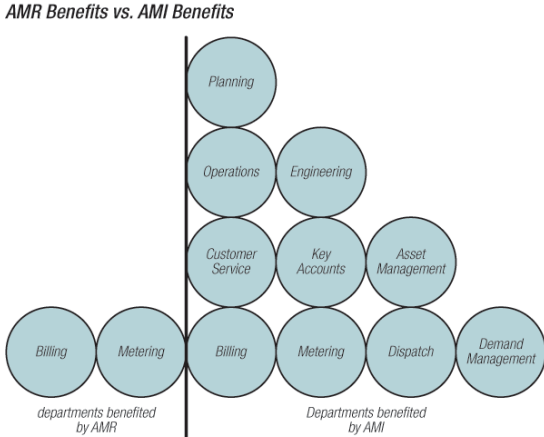 AMR Benefits vs. AMI Benefits
Planning
Operations
Engineering
Customer
Service
Key
Accounts
Asset
Management
Billing
Metering
Billing
Metering
Dispatch
Demand
Management
departments benefited
by AMR
Departments benefited
by AMI